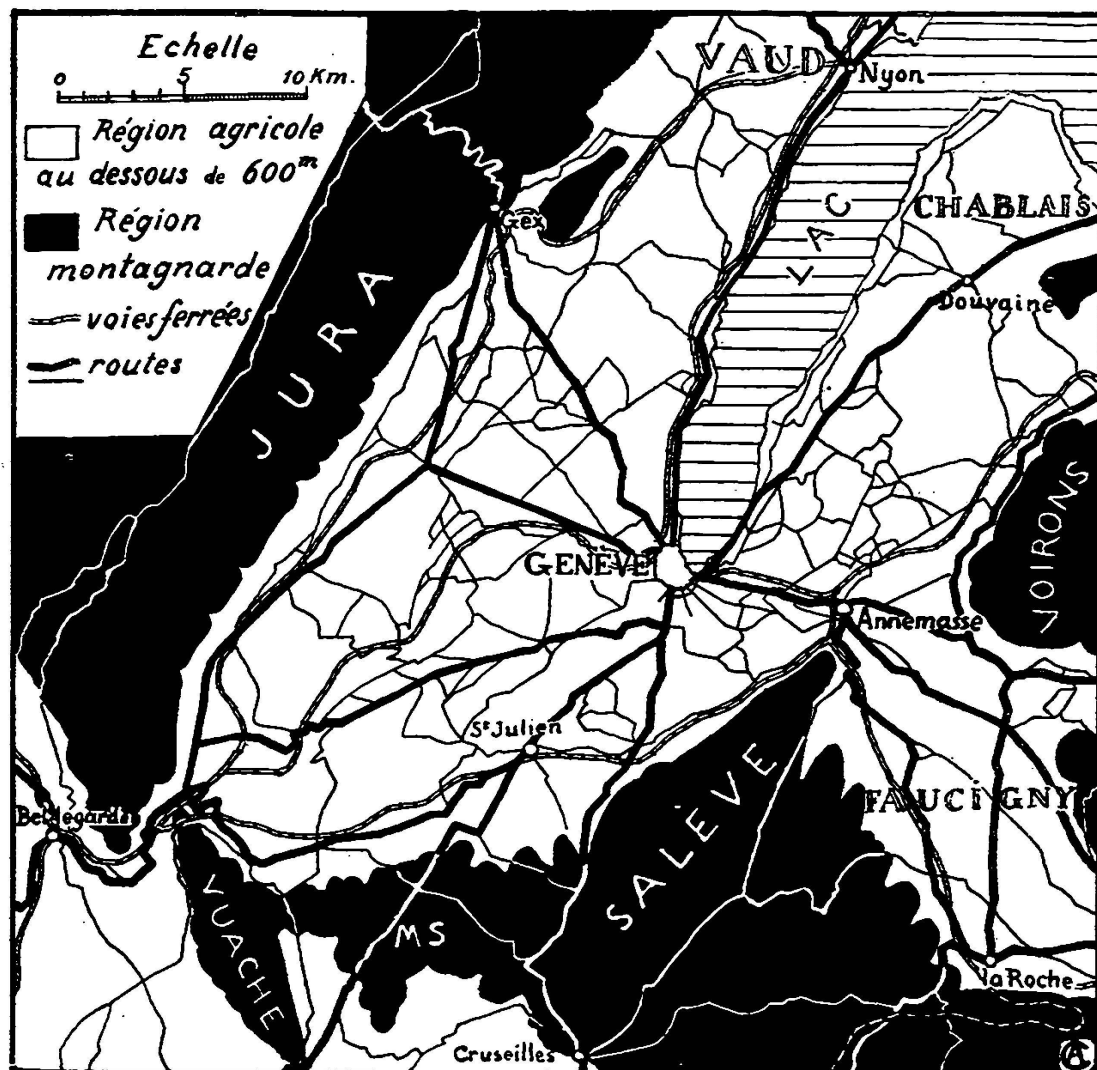 Echelle
0 5 10 Km.
Région agricole
au dessous de 600m
Région
montagnarde
voies ferrées
routes
VAUD
Nyon
LAC
CHABLAIS
Douvaine
Gex
JURA
GENÈVE
VOIRONS
Annemasse
St Julien
FAUCIGNY
Bellegarde
SALÈVE
VUACHE
MS
la Roche
Cruseilles